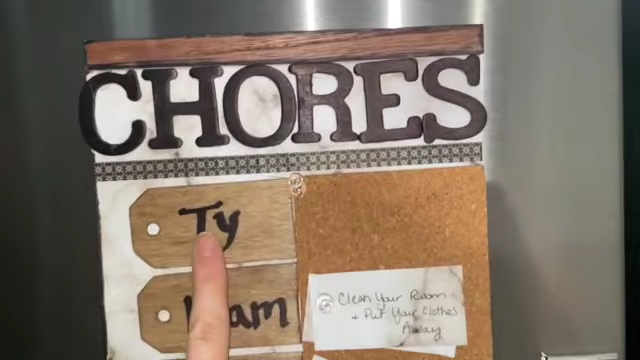 CHORES
Ty
Clean Your Room
+ Put Your Clothes
Away